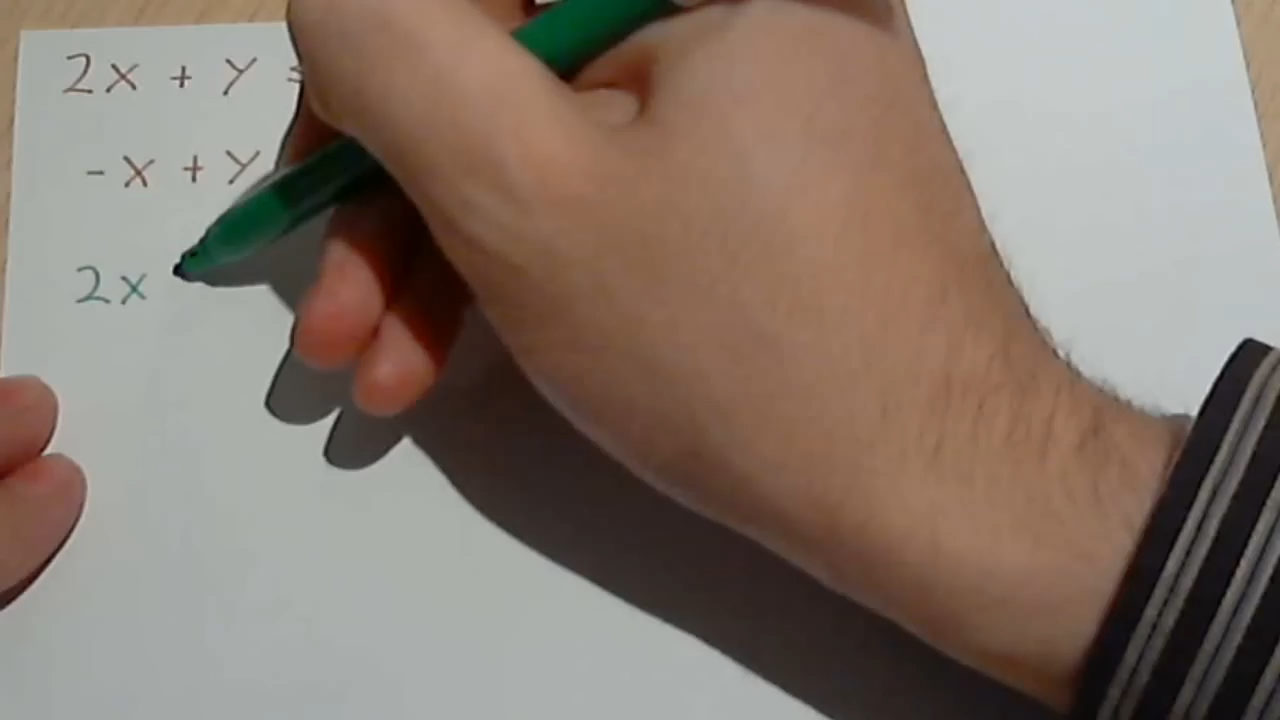 2x + y =
-x + y
2x